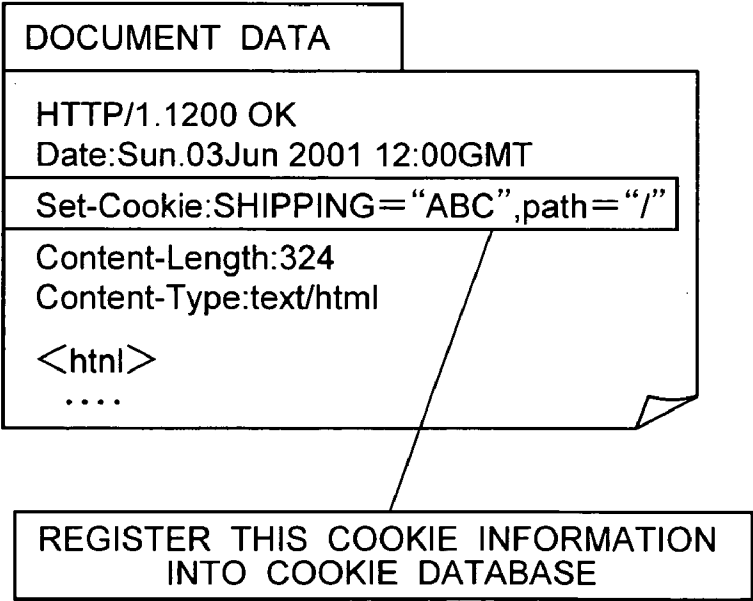 DOCUMENT DATA
HTTP/1.1200 OK
Date:Sun.03Jun 2001 12:00GMT
Set-Cookie:SHIPPING＝“ABC”,path＝“/”
Content-Length:324
Content-Type:text/html
＜htnl＞
....
REGISTER THIS COOKIE INFORMATION
INTO COOKIE DATABASE